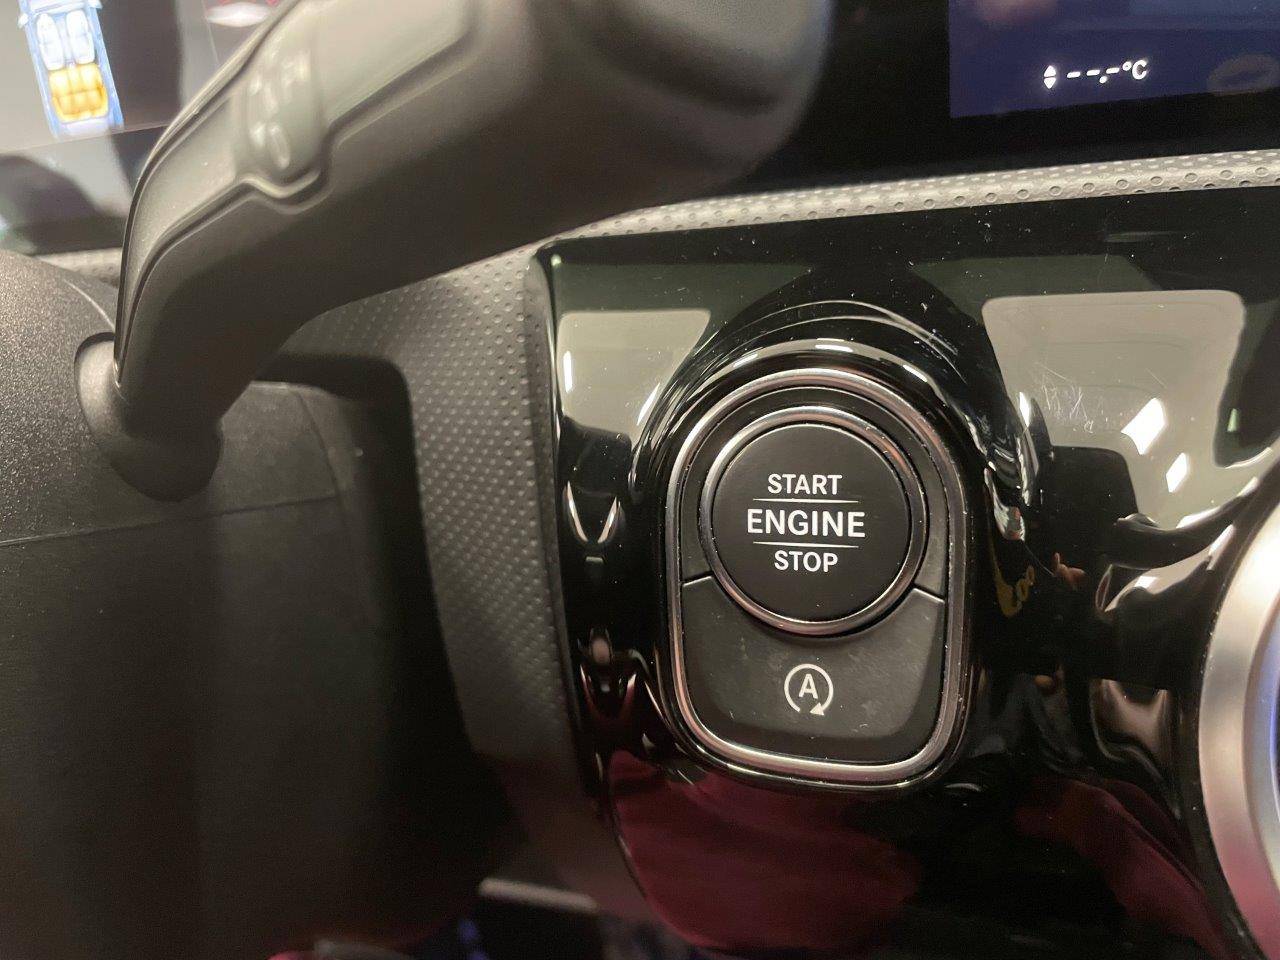 --.-°C
START
ENGINE
STOP
A